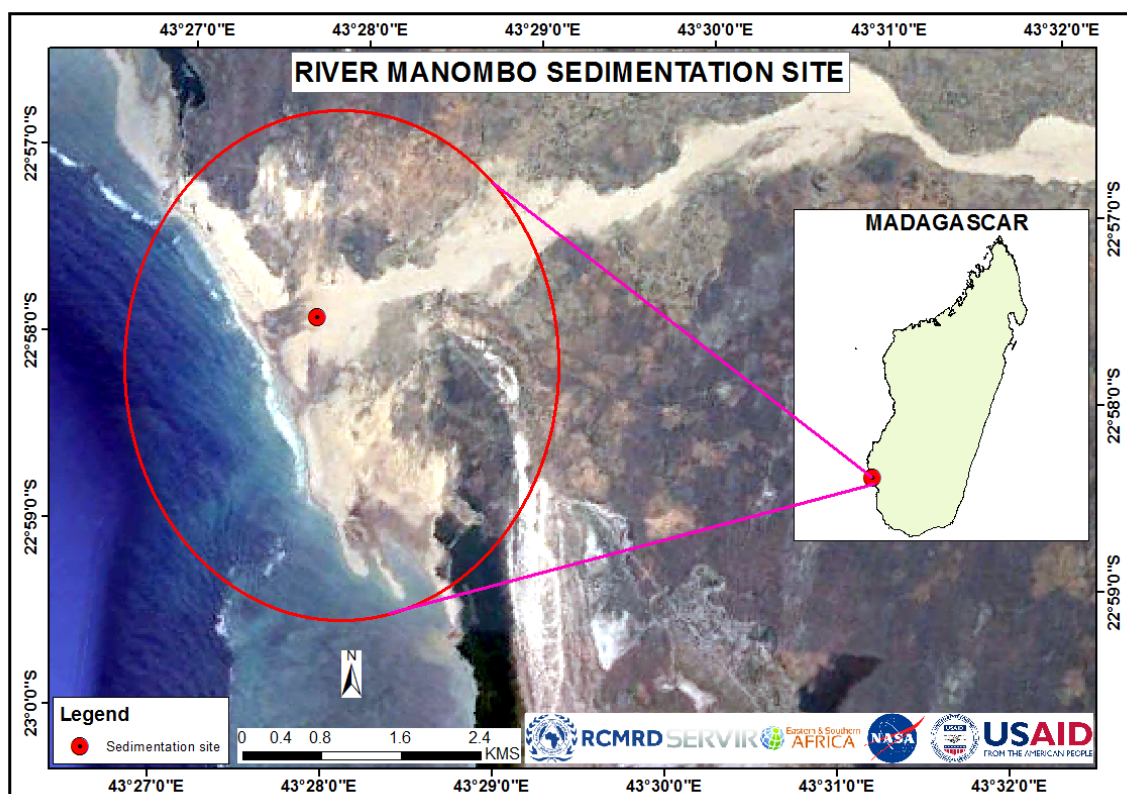 43°27'0"E 43°28'0"E 43°29'0"E 43°30'0"E 43°31'0"E 43°32'0"E
RIVER MANOMBO SEDIMENTATION SITE
22°57'0"S
22°58'0"S
22°59'0"S
23°0'0"S
22°57'0"S
22°58'0"S
22°59'0"S
MADAGASCAR
N
Legend
Sedimentation site
0 0.4 0.8 1.6 2.4
KMS
RCMRD
SERVIR
Eastern & Southern
AFRICA
NASA
USAID
FROM THE AMERICAN PEOPLE
43°27'0"E 43°28'0"E 43°29'0"E 43°30'0"E 43°31'0"E 43°32'0"E